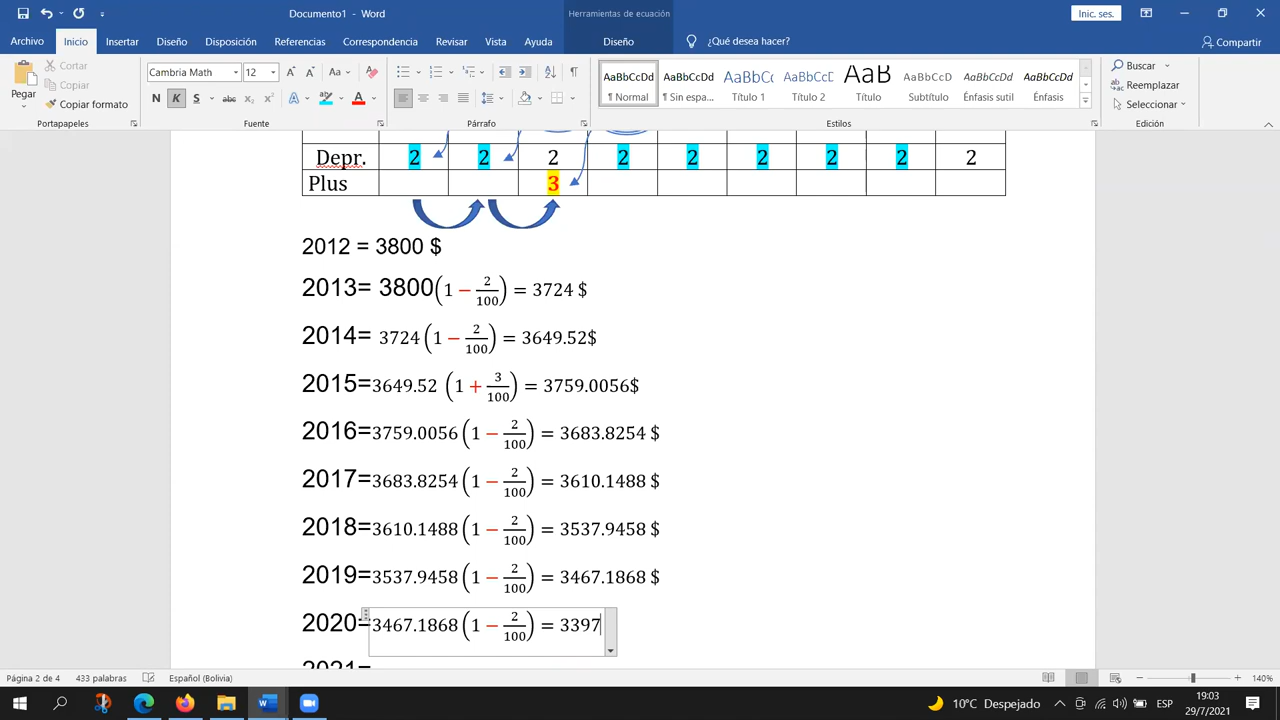 Documento1 - Word
Herramientas de ecuación
Inic. ses.
Archivo Inicio Insertar Diseño Disposición Referencias Correspondencia Revisar Vista Ayuda Diseño ¿Qué desea hacer? Compartir
Pegar
Cortar
Copiar
Copiar formato
Portapapeles
Cambria Math 12
N K S abc x₂ x²
Fuente
Párrafo
AaBbCcDd AaBbCcDd AaBbCc AaBbCcD AaB AaBbCcD AaBbCcDd AaBbCcDd
¶ Normal ¶ Sin espa... Título 1 Título 2 Título Subtítulo Énfasis sutil Énfasis
Estilos
Buscar
Reemplazar
Seleccionar
Edición
Depr. 2 2 2 2 2 2 2 2 2
Plus 3
2012 = 3800 $
2013= 3800(1 − 2/100) = 3724 $
2014= 3724 (1 − 2/100) = 3649.52$
2015=3649.52 (1 + 3/100) = 3759.0056$
2016=3759.0056 (1 − 2/100) = 3683.8254 $
2017=3683.8254 (1 − 2/100) = 3610.1488 $
2018=3610.1488 (1 − 2/100) = 3537.9458 $
2019=3537.9458 (1 − 2/100) = 3467.1868 $
2020=3467.1868 (1 − 2/100) = 3397
2021=
Página 2 de 4 433 palabras Español (Bolivia) 140%
10°C Despejado ESP 19:03
29/7/2021